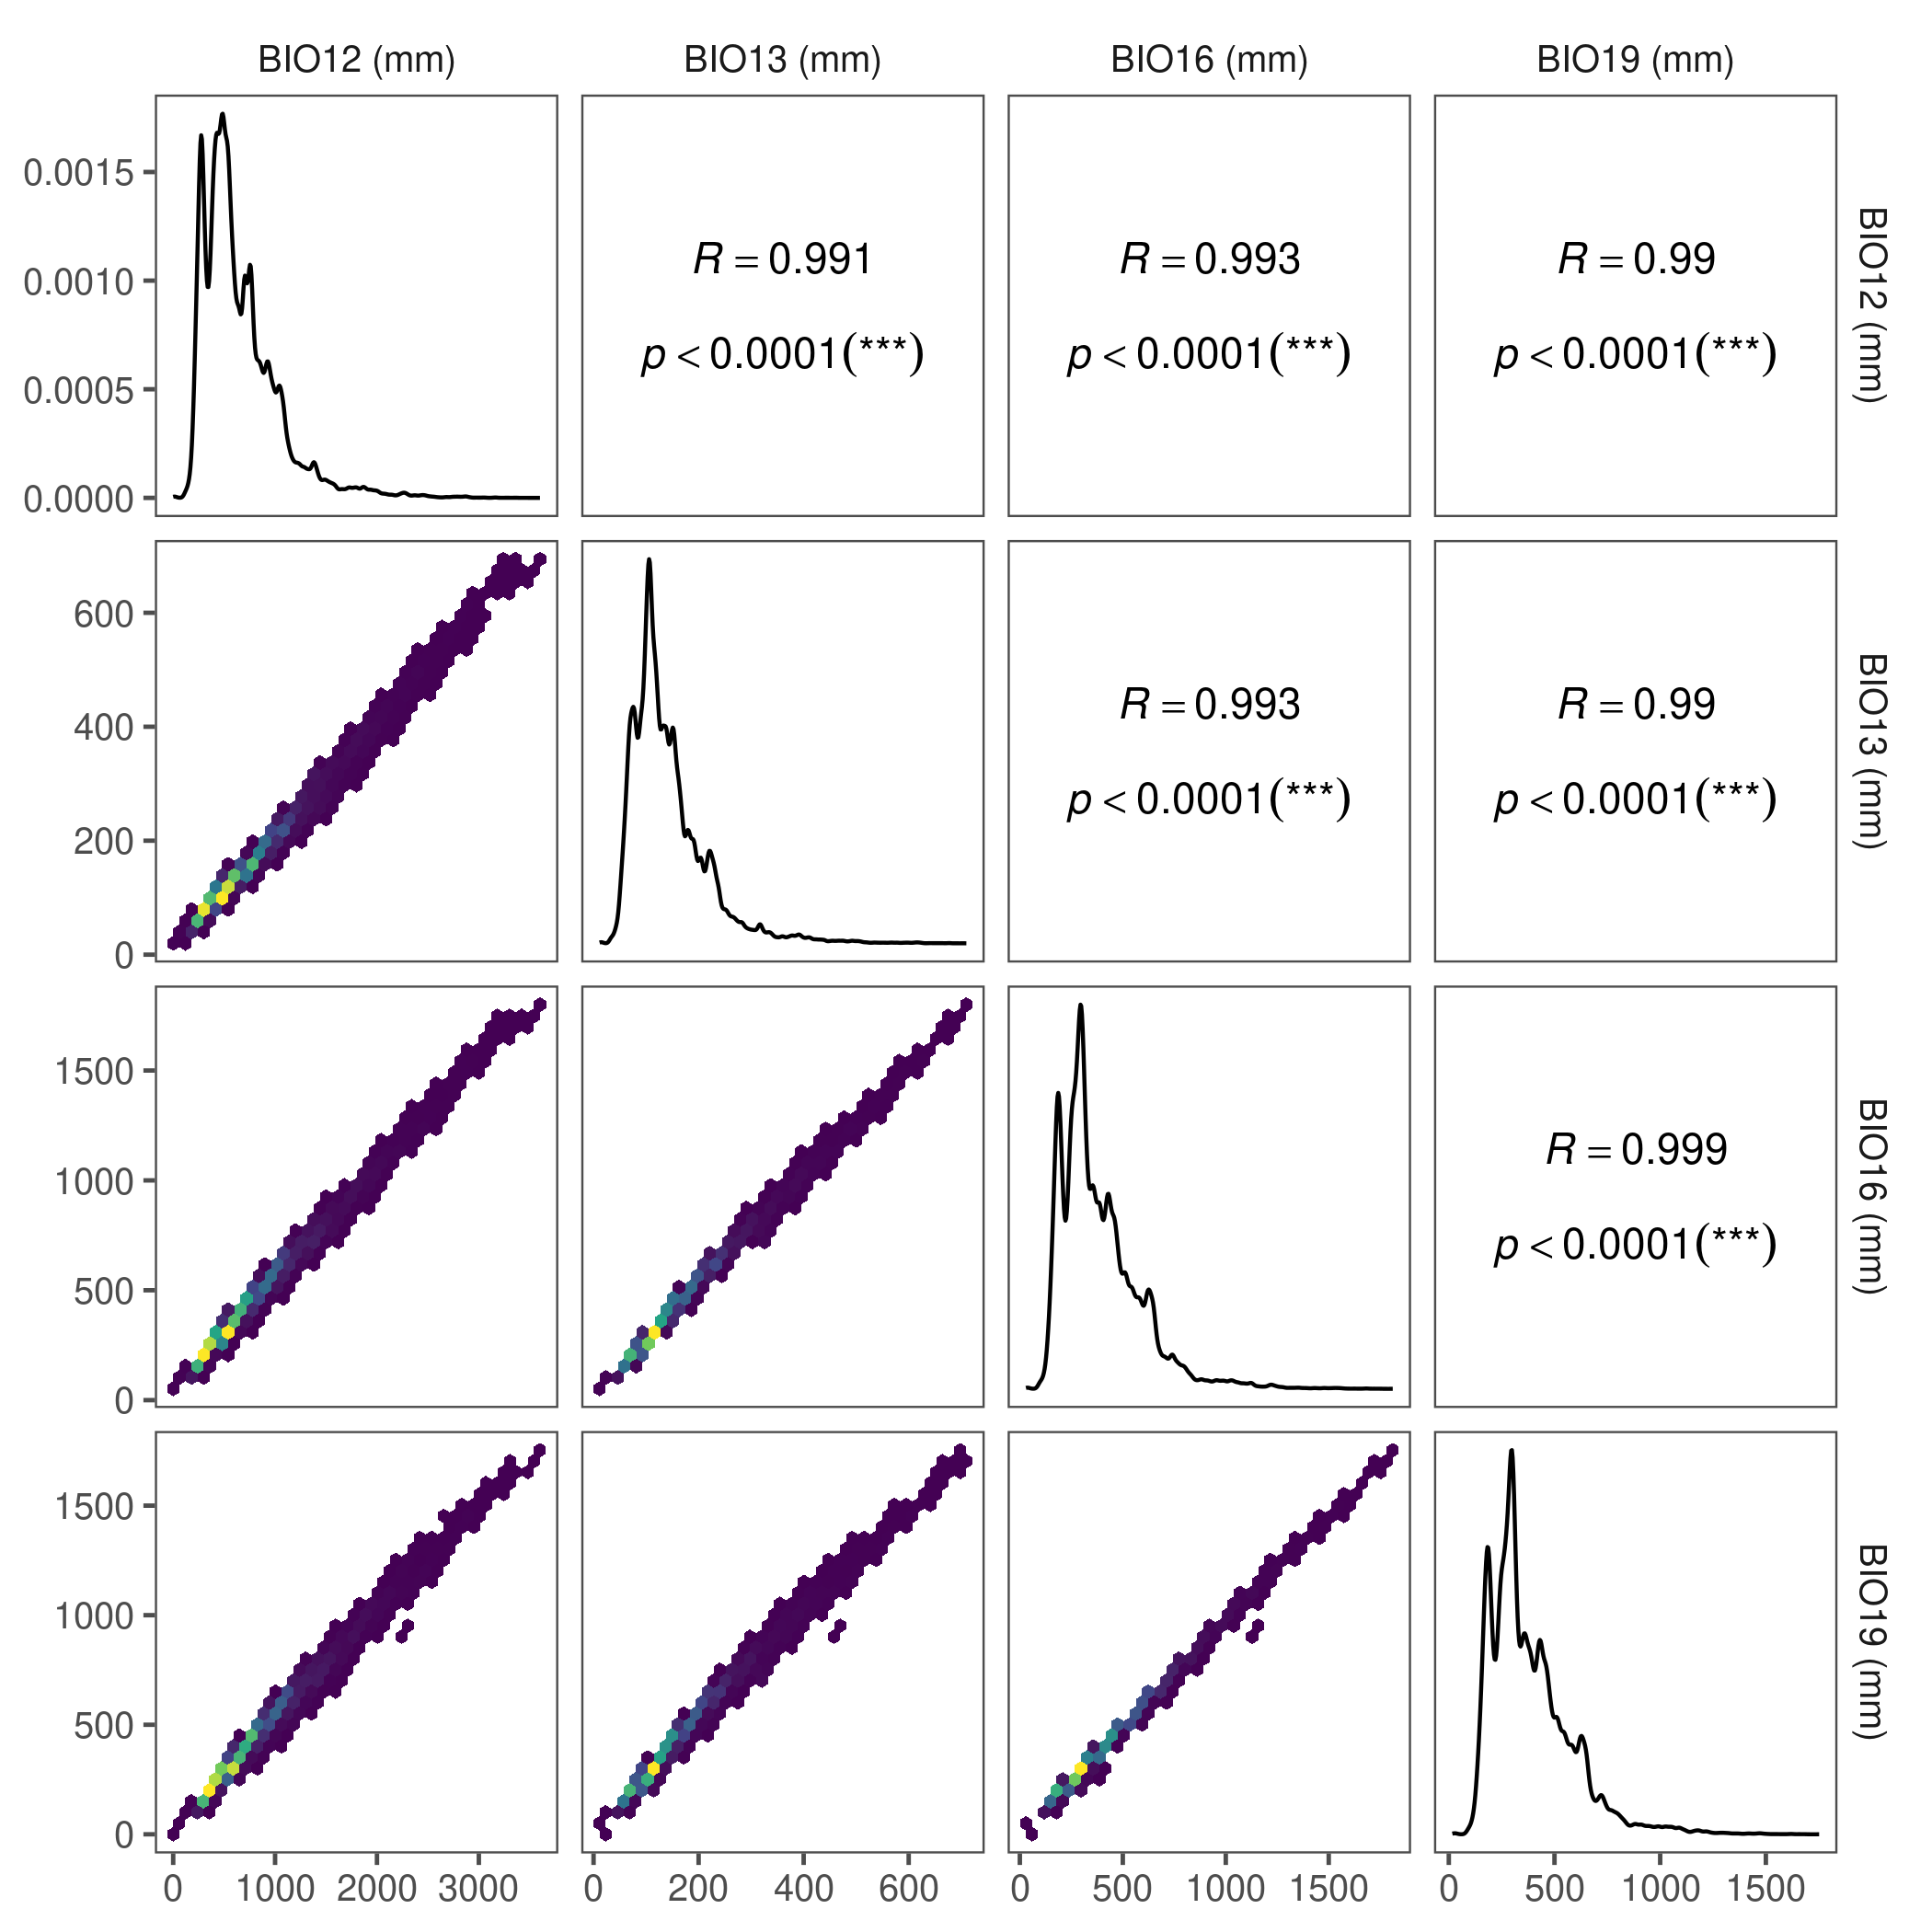 BIO12 (mm) BIO13 (mm) BIO16 (mm) BIO19 (mm)
0.0015
0.0010
0.0005
0.0000
R = 0.991
p < 0.0001(***)
R = 0.993
p < 0.0001(***)
R = 0.99
p < 0.0001(***)
BIO12 (mm)
600
400
200
0
R = 0.993
p < 0.0001(***)
R = 0.99
p < 0.0001(***)
BIO13 (mm)
1500
1000
500
0
R = 0.999
p < 0.0001(***)
BIO16 (mm)
1500
1000
500
0
BIO19 (mm)
0 1000 2000 3000
0 200 400 600
0 500 1000 1500
0 500 1000 1500